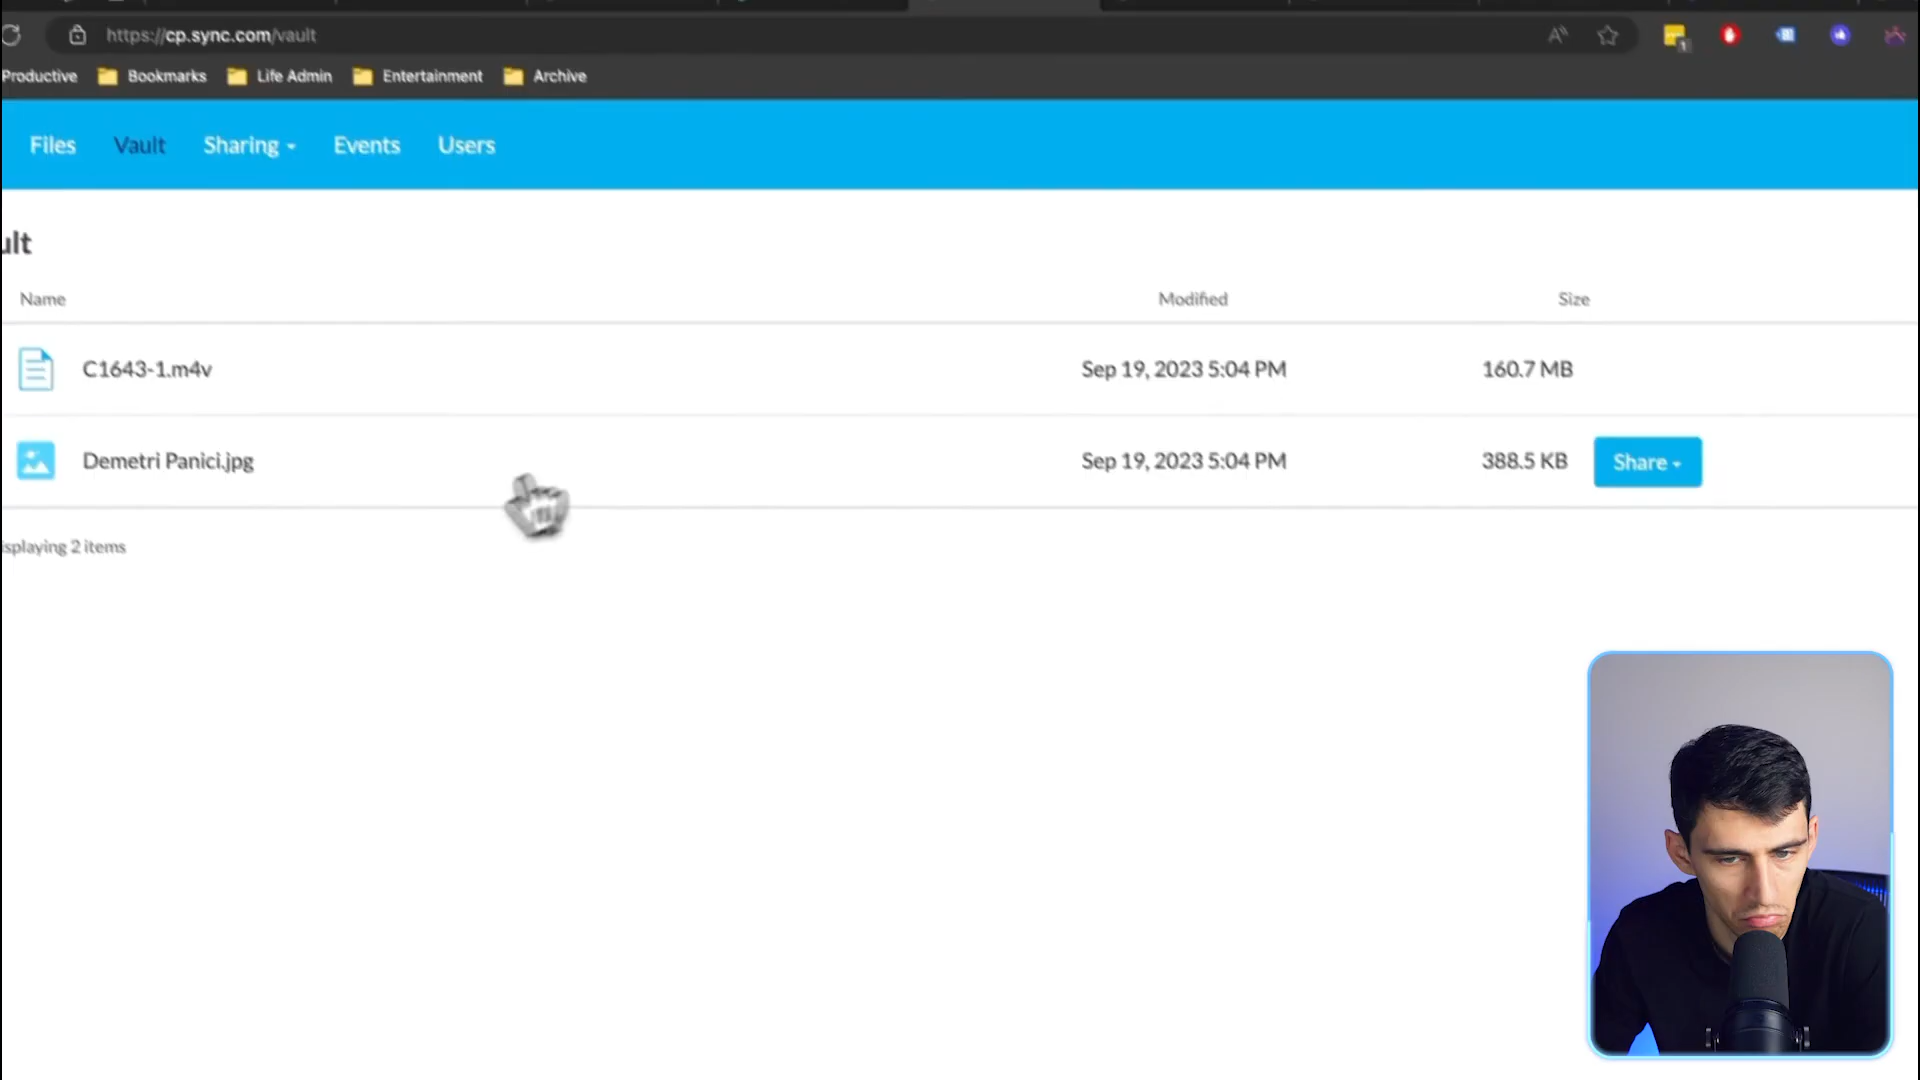 https://cp.sync.com/vault
1
Productive Bookmarks Life Admin Entertainment Archive
Files Vault Sharing Events Users
ult
Name Modified Size
C1643-1.m4v Sep 19, 2023 5:04 PM 160.7 MB
Demetri Panici.jpg Sep 19, 2023 5:04 PM 388.5 KB Share
isplaying 2 items